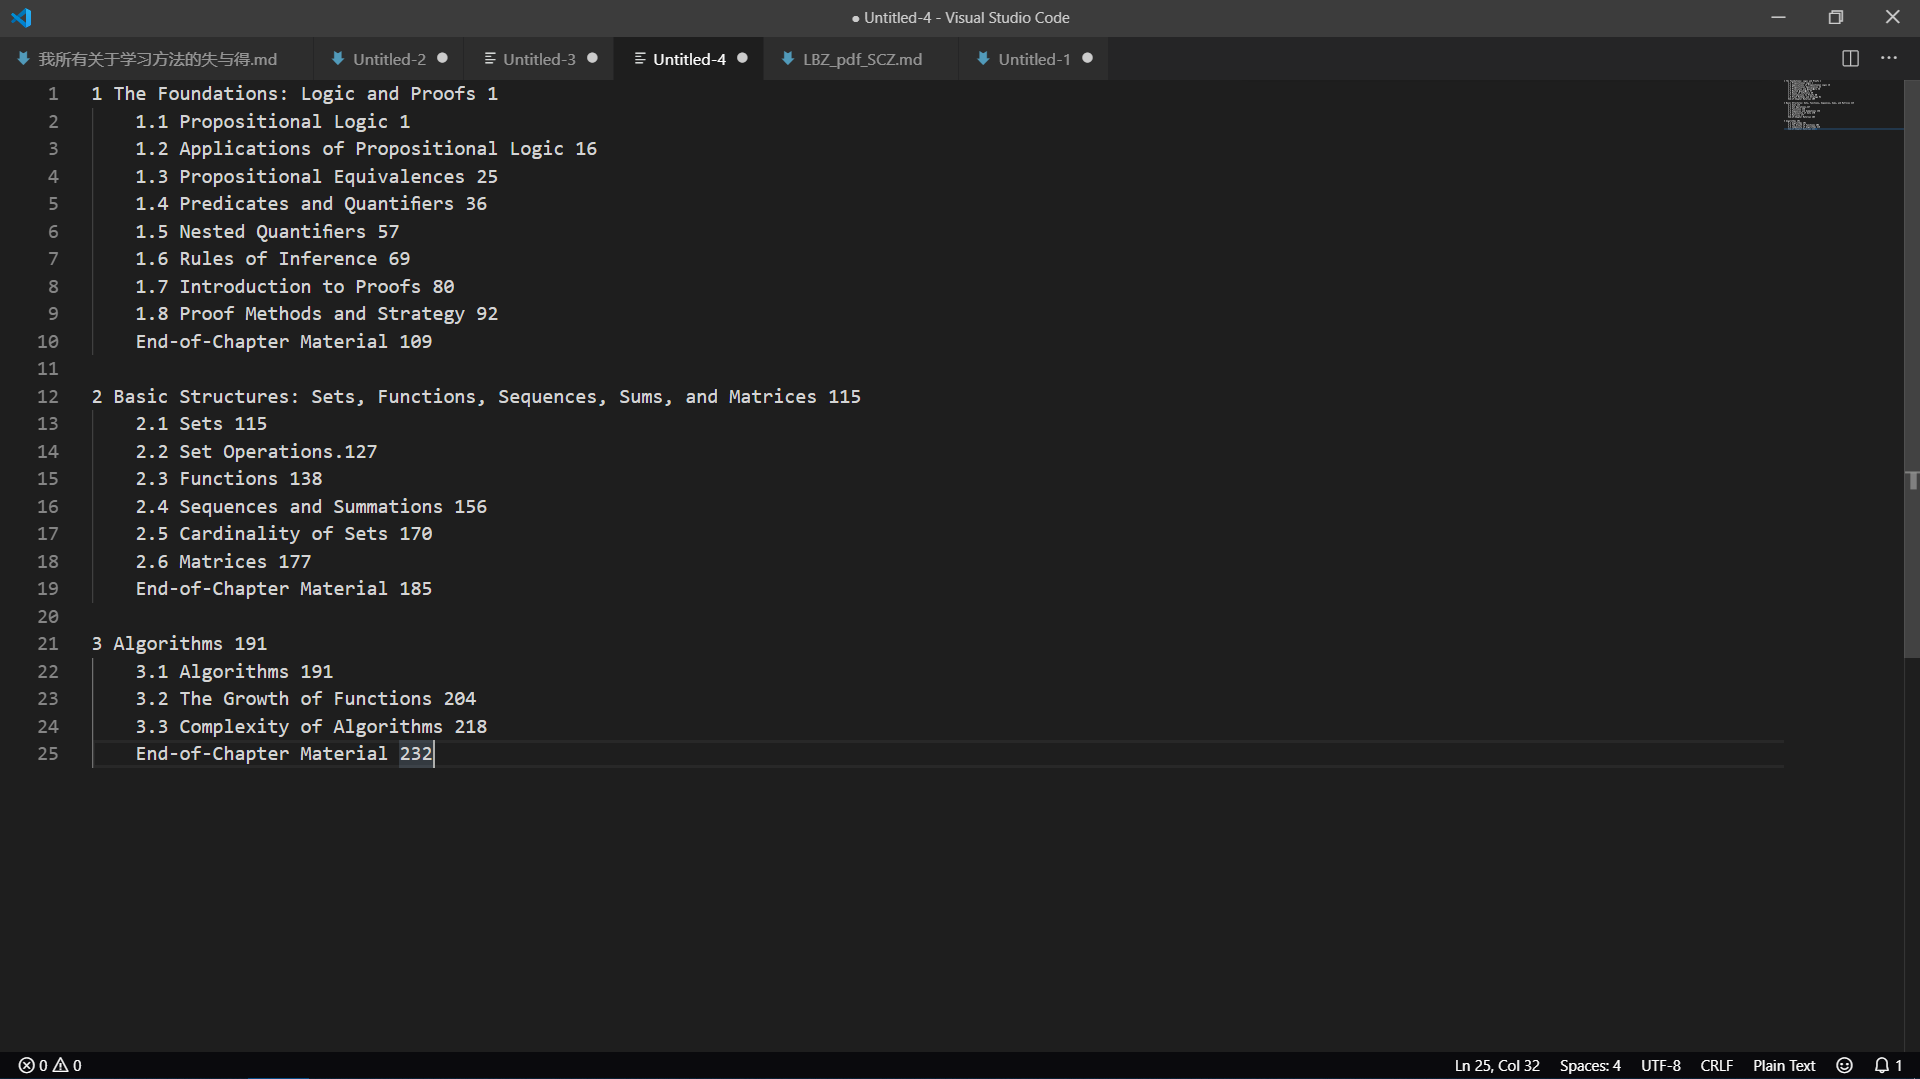 ● Untitled-4 - Visual Studio Code
我所有关于学习方法的失与得.md Untitled-2 Untitled-3 Untitled-4 LBZ_pdf_SCZ.md Untitled-1
1 1 The Foundations: Logic and Proofs 1
2 1.1 Propositional Logic 1
3 1.2 Applications of Propositional Logic 16
4 1.3 Propositional Equivalences 25
5 1.4 Predicates and Quantifiers 36
6 1.5 Nested Quantifiers 57
7 1.6 Rules of Inference 69
8 1.7 Introduction to Proofs 80
9 1.8 Proof Methods and Strategy 92
10 End-of-Chapter Material 109
11
12 2 Basic Structures: Sets, Functions, Sequences, Sums, and Matrices 115
13 2.1 Sets 115
14 2.2 Set Operations.127
15 2.3 Functions 138
16 2.4 Sequences and Summations 156
17 2.5 Cardinality of Sets 170
18 2.6 Matrices 177
19 End-of-Chapter Material 185
20
21 3 Algorithms 191
22 3.1 Algorithms 191
23 3.2 The Growth of Functions 204
24 3.3 Complexity of Algorithms 218
25 End-of-Chapter Material 232
0 0 Ln 25, Col 32 Spaces: 4 UTF-8 CRLF Plain Text 1